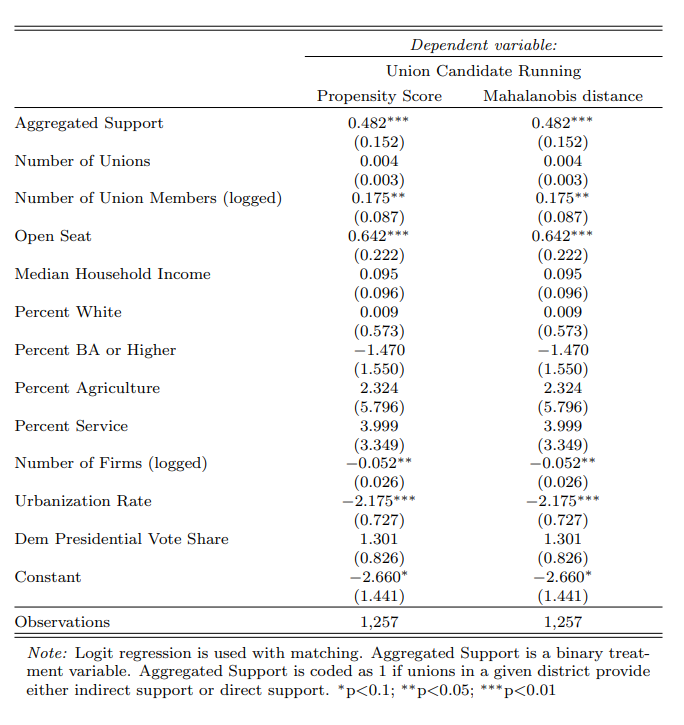 Dependent variable:
Union Candidate Running
Propensity Score Mahalanobis distance
Aggregated Support 0.482*** 0.482***
(0.152) (0.152)
Number of Unions 0.004 0.004
(0.003) (0.003)
Number of Union Members (logged) 0.175** 0.175**
(0.087) (0.087)
Open Seat 0.642*** 0.642***
(0.222) (0.222)
Median Household Income 0.095 0.095
(0.096) (0.096)
Percent White 0.009 0.009
(0.573) (0.573)
Percent BA or Higher −1.470 −1.470
(1.550) (1.550)
Percent Agriculture 2.324 2.324
(5.796) (5.796)
Percent Service 3.999 3.999
(3.349) (3.349)
Number of Firms (logged) −0.052** −0.052**
(0.026) (0.026)
Urbanization Rate −2.175*** −2.175***
(0.727) (0.727)
Dem Presidential Vote Share 1.301 1.301
(0.826) (0.826)
Constant −2.660* −2.660*
(1.441) (1.441)
Observations 1,257 1,257
Note: Logit regression is used with matching. Aggregated Support is a binary treat-
ment variable. Aggregated Support is coded as 1 if unions in a given district provide
either indirect support or direct support. *p<0.1; **p<0.05; ***p<0.01